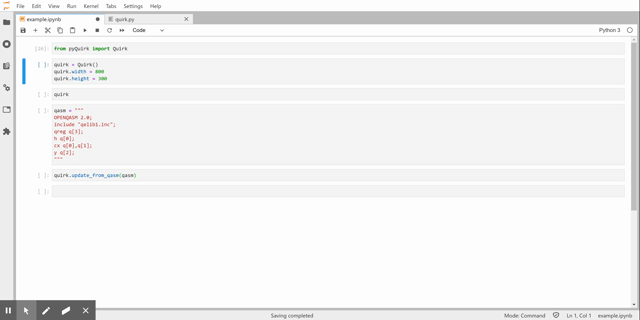 File Edit View Run Kernel Tabs Settings Help
example.ipynb quirk.py
Code Python 3
from pyQuirk import Quirk
[ ]: quirk = Quirk()
quirk.width = 800
quirk.height = 300
[ ]: quirk
[ ]: qasm = """
OPENQASM 2.0;
include "qelib1.inc";
qreg q[3];
h q[0];
cx q[0],q[1];
y q[2];
"""
[ ]: quirk.update_from_qasm(qasm)
[ ]:
Saving completed Mode: Command Ln 1, Col 1 example.ipynb